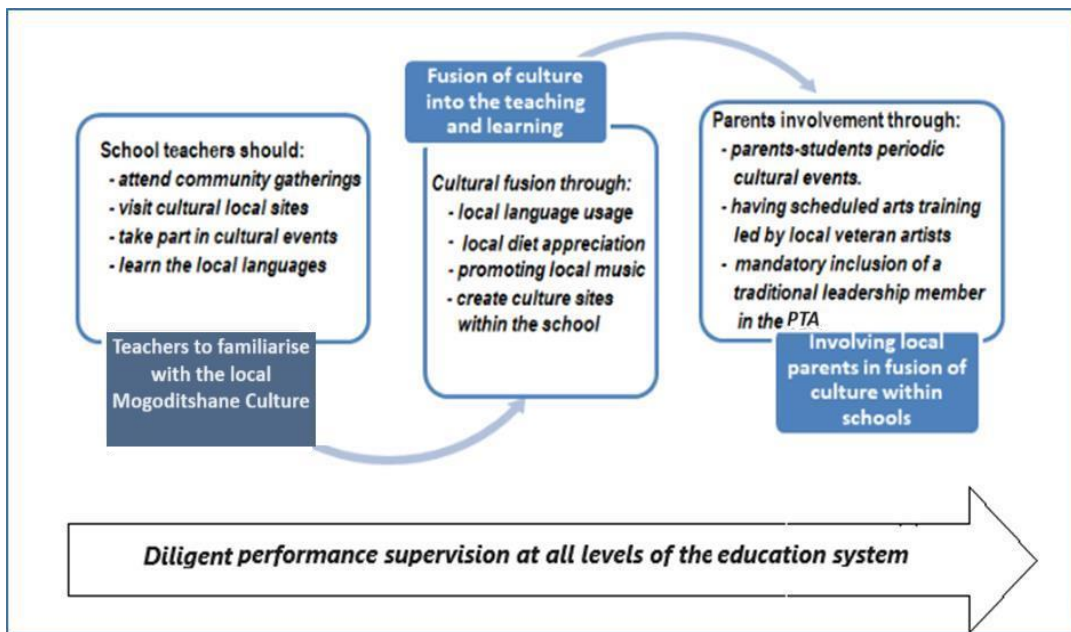 School teachers should:
- attend community gatherings
- visit cultural local sites
- take part in cultural events
- learn the local languages
Teachers to familiarise
with the local
Mogoditshane Culture
Fusion of culture
into the teaching
and learning
Cultural fusion through:
- local language usage
- local diet appreciation
- promoting local music
- create culture sites
within the school
Parents involvement through:
- parents-students periodic
cultural events.
- having scheduled arts training
led by local veteran artists
- mandatory inclusion of a
traditional leadership member
in the PTA
Involving local
parents in fusion of
culture within
schools
Diligent performance supervision at all levels of the education system